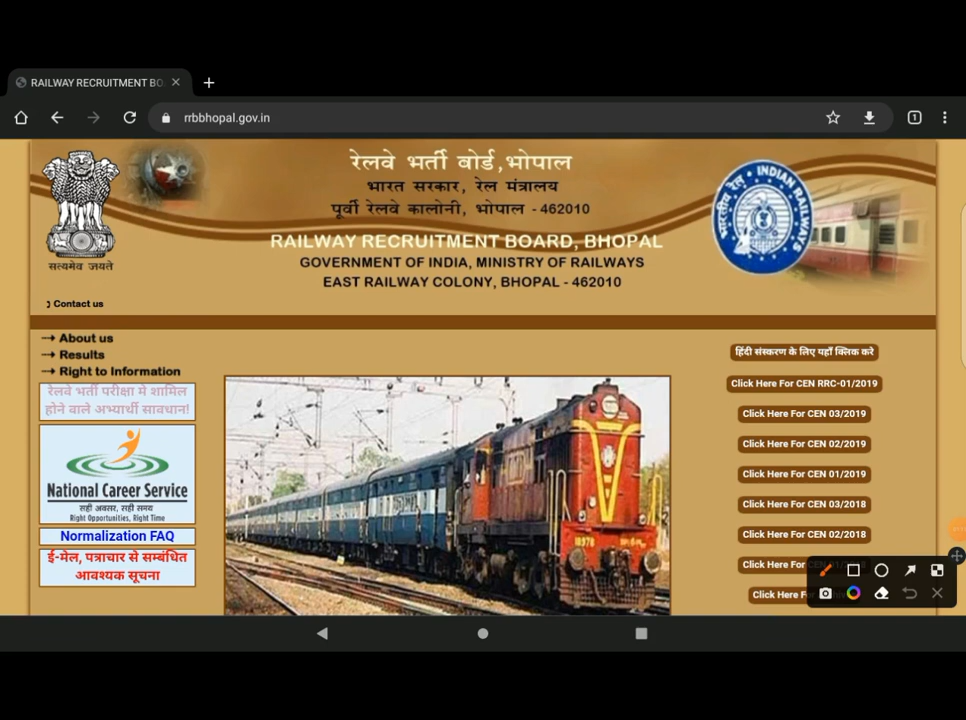 RAILWAY RECRUITMENT BO
rrbbhopal.gov.in
1
रेलवे भर्ती बोर्ड,भोपाल
भारत सरकार, रेल मंत्रालय
पूर्वी रेलवे कालोनी, भोपाल - 462010
RAILWAY RECRUITMENT BOARD, BHOPAL
GOVERNMENT OF INDIA, MINISTRY OF RAILWAYS
EAST RAILWAY COLONY, BHOPAL - 462010
सत्यमेव जयते
भारतीय रेल • INDIAN RAILWAYS
Contact us
About us
Results
Right to Information
रेलवे भर्ती परीक्षा मे शामिल
होने वाले अभ्यार्थी सावधान!
National Career Service
सही अवसर, सही समय
Right Opportunities, Right Time
Normalization FAQ
ई-मेल, पत्राचार से सम्बंधित
आवश्यक सूचना
हिंदी संस्करण के लिए यहाँ क्लिक करे
Click Here For CEN RRC-01/2019
Click Here For CEN 03/2019
Click Here For CEN 02/2019
Click Here For CEN 01/2019
Click Here For CEN 03/2018
Click Here For CEN 02/2018
Click Here For
Click Here F